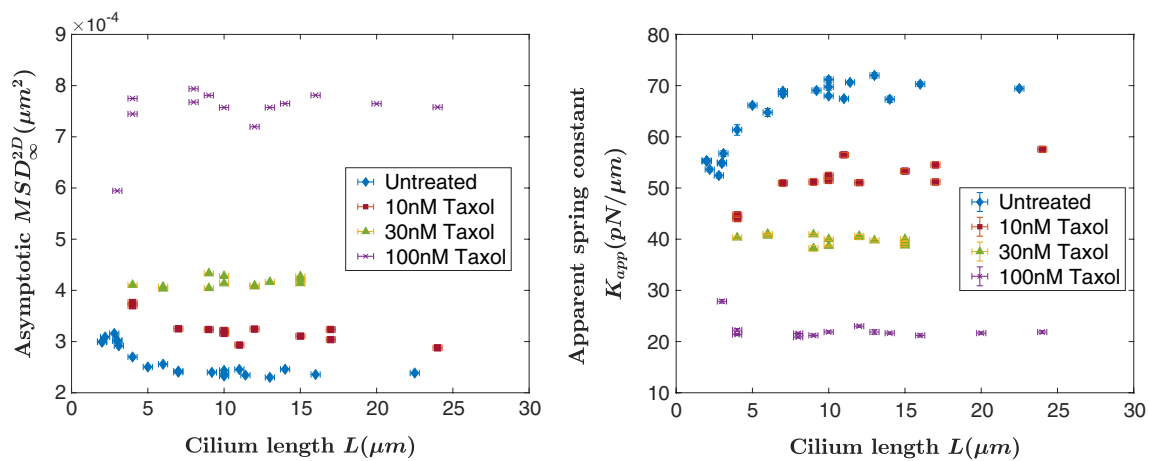 ×10⁻⁴
9
8
7
6
5
4
3
2
0 5 10 15 20 25 30
Asymptotic MSD∞²ᴰ(μm²)
Cilium length L(μm)
Untreated
10nM Taxol
30nM Taxol
100nM Taxol
80
70
60
50
40
30
20
10
0 5 10 15 20 25 30
Apparent spring constant
K_app(pN/μm)
Cilium length L(μm)
Untreated
10nM Taxol
30nM Taxol
100nM Taxol